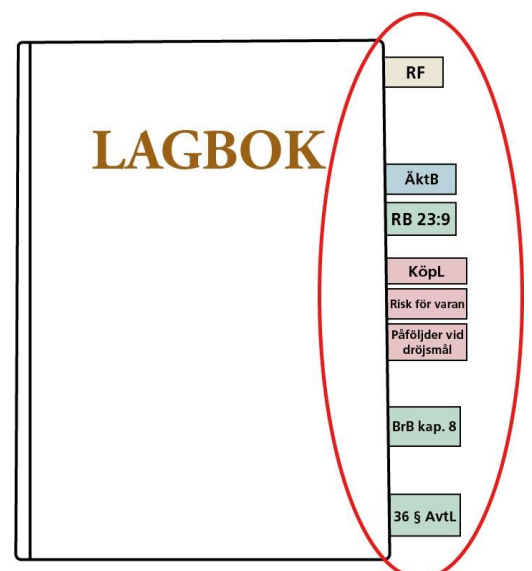 LAGBOK
RF
ÄktB
RB 23:9
KöpL
Risk för varan
Påföljder vid
dröjsmål
BrB kap. 8
36 § AvtL